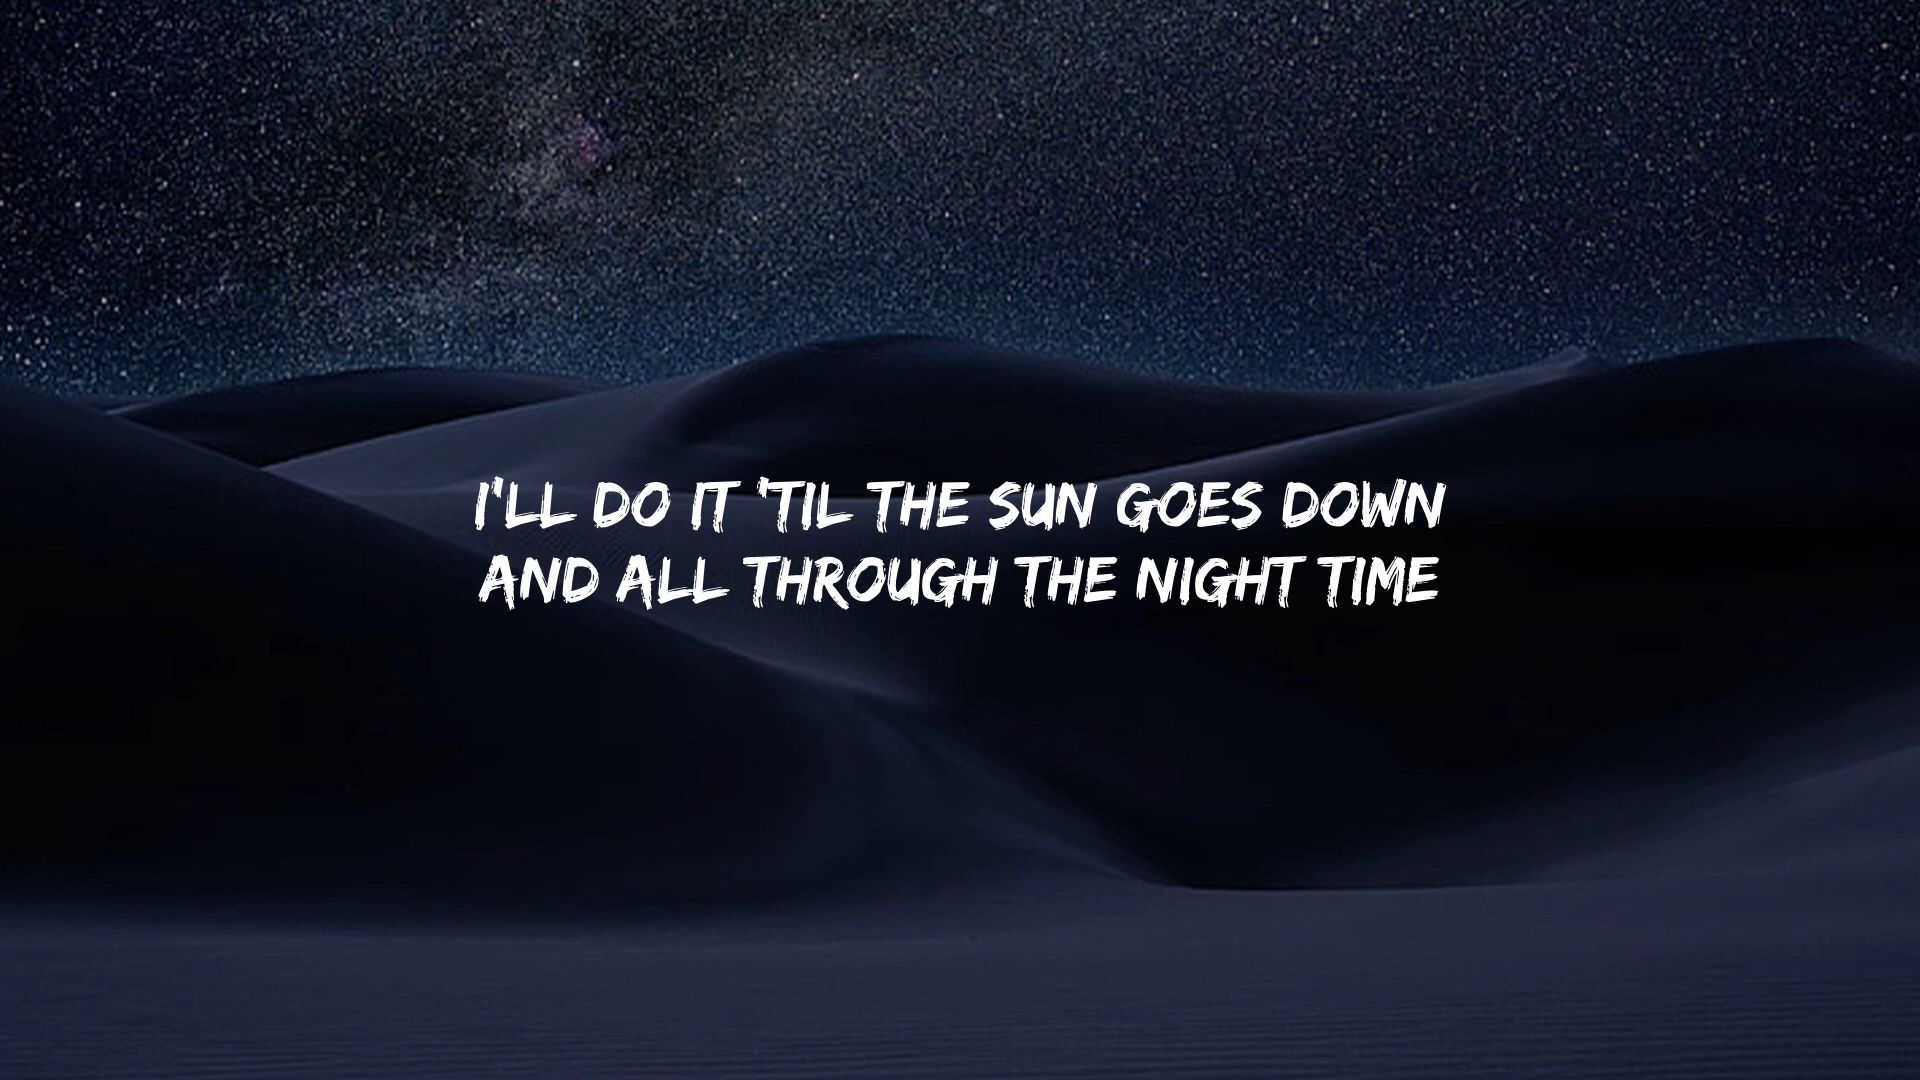 I'LL DO IT 'TIL THE SUN GOES DOWN
AND ALL THROUGH THE NIGHT TIME